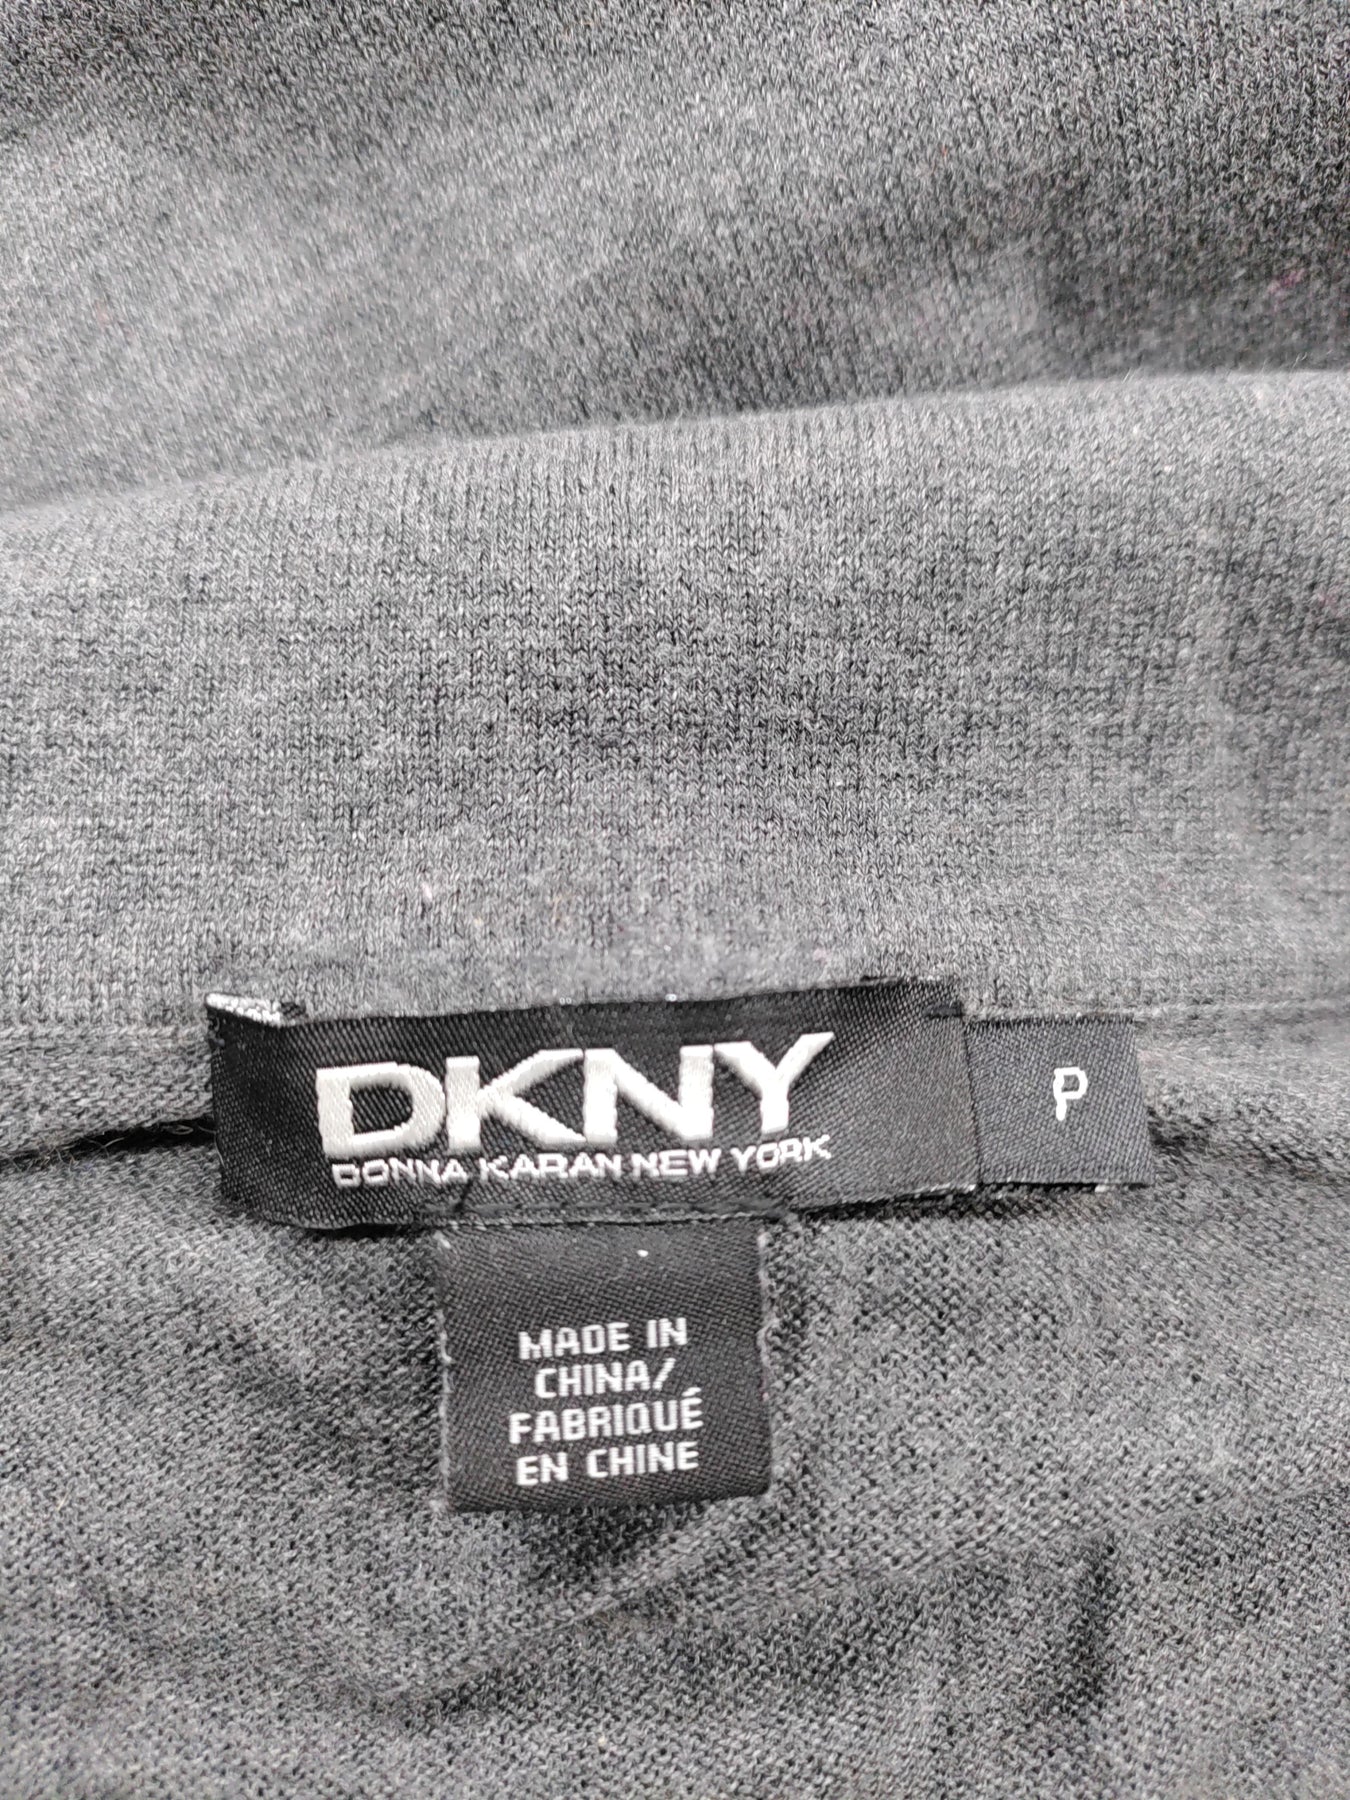 DKNY
DONNA KARAN NEW YORK
P
MADE IN
CHINA/
FABRIQUÉ
EN CHINE